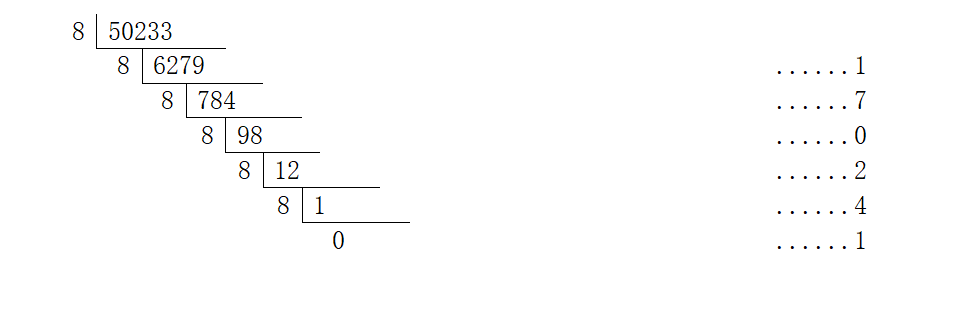 8 50233
8 6279 ......1
8 784 ......7
8 98 ......0
8 12 ......2
8 1 ......4
0 ......1